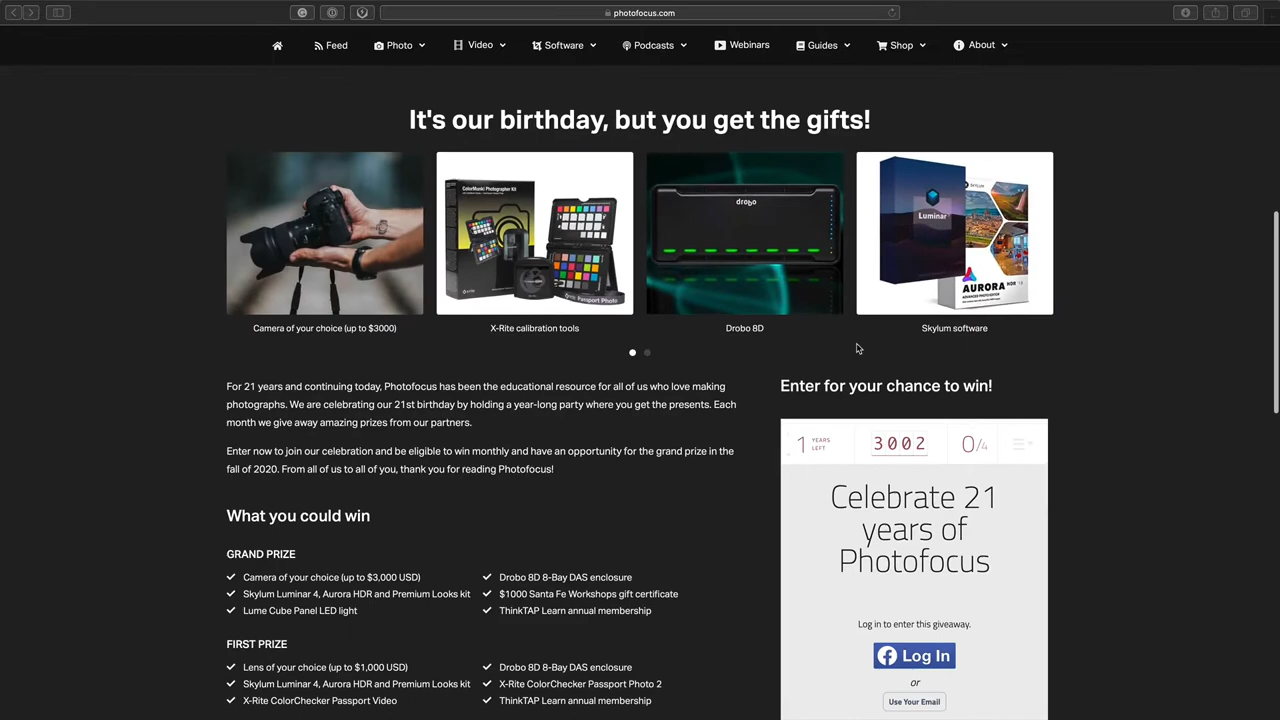 photofocus.com
Feed
Photo
Video
Software
Podcasts
Webinars
Guides
Shop
About
It's our birthday, but you get the gifts!
ColorMunki Photographer Kit
Passport Photo
drobo
Luminar
SKYLUM
AURORA HDR
Camera of your choice (up to $3000)
X-Rite calibration tools
Drobo 8D
Skylum software
For 21 years and continuing today, Photofocus has been the educational resource for all of us who love making
photographs. We are celebrating our 21st birthday by holding a year-long party where you get the presents. Each
month we give away amazing prizes from our partners.
Enter now to join our celebration and be eligible to win monthly and have an opportunity for the grand prize in the
fall of 2020. From all of us to all of you, thank you for reading Photofocus!
What you could win
GRAND PRIZE
Camera of your choice (up to $3,000 USD)
Skylum Luminar 4, Aurora HDR and Premium Looks kit
Lume Cube Panel LED light
Drobo 8D 8-Bay DAS enclosure
$1000 Santa Fe Workshops gift certificate
ThinkTAP Learn annual membership
FIRST PRIZE
Lens of your choice (up to $1,000 USD)
Skylum Luminar 4, Aurora HDR and Premium Looks kit
X-Rite ColorChecker Passport Video
Drobo 8D 8-Bay DAS enclosure
X-Rite ColorChecker Passport Photo 2
ThinkTAP Learn annual membership
Enter for your chance to win!
1 YEARS
LEFT
3002
0/4
Celebrate 21
years of
Photofocus
Log in to enter this giveaway.
Log In
or
Use Your Email